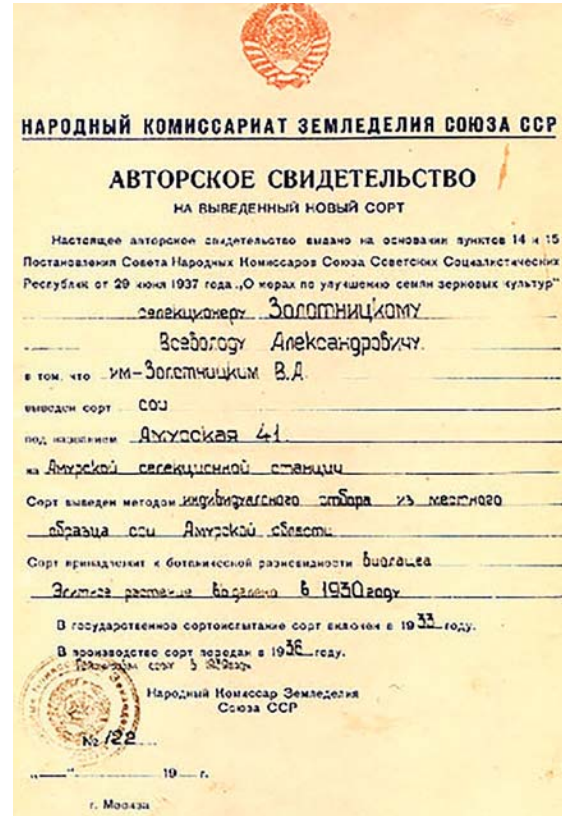 НАРОДНЫЙ КОМИССАРИАТ ЗЕМЛЕДЕЛИЯ СОЮЗА ССР
АВТОРСКОЕ СВИДЕТЕЛЬСТВО
НА ВЫВЕДЕННЫЙ НОВЫЙ СОРТ
Настоящее авторское свидетельство выдано на основании пунктов 14 и 15
Постановления Совета Народных Комиссаров Союза Советских Социалистических
Республик от 29 июня 1937 года „О мерах по улучшению семян зерновых культур"
селекционеру Золотницкому
Всеволоду Александровичу.
в том, что им-Золотницким В.А.
выведен сорт сои
под названием Амурская 41.
на Амурской селекционной станции
Сорт выведен методом индивидуального отбора из местного
образца сои Амурской области
Сорт принадлежит к ботанической разновидности
Элитное растение выделено в 1930 году
В государственное сортоиспытание сорт включен в 1933 году.
В производство сорт передан в 1936 году.
сорт в
Народный Комиссар Земледелия
Союза ССР
№ 122
„ " 19 г.
г. Москва